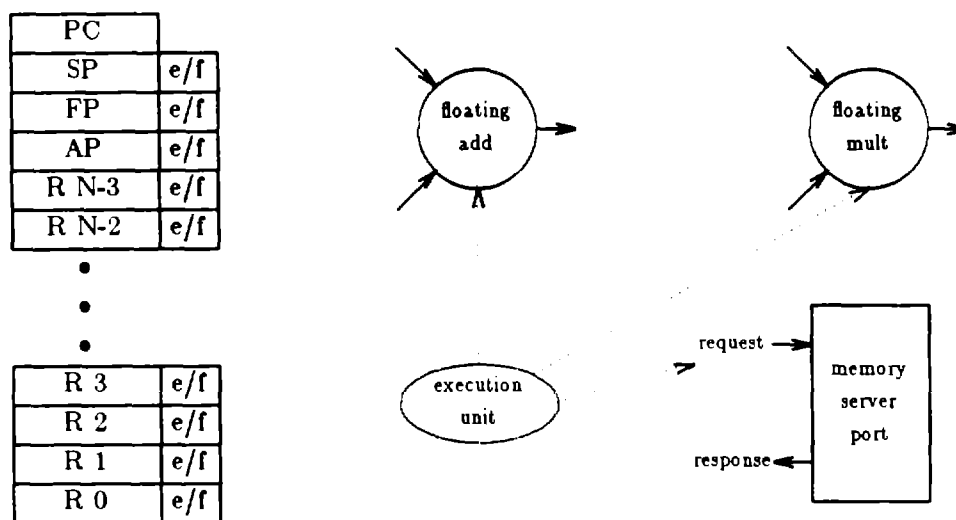 PC
SP e/f
FP e/f
AP e/f
R N-3 e/f
R N-2 e/f
R 3 e/f
R 2 e/f
R 1 e/f
R 0 e/f
floating
add
floating
mult
execution
unit
request
response
memory
server
port